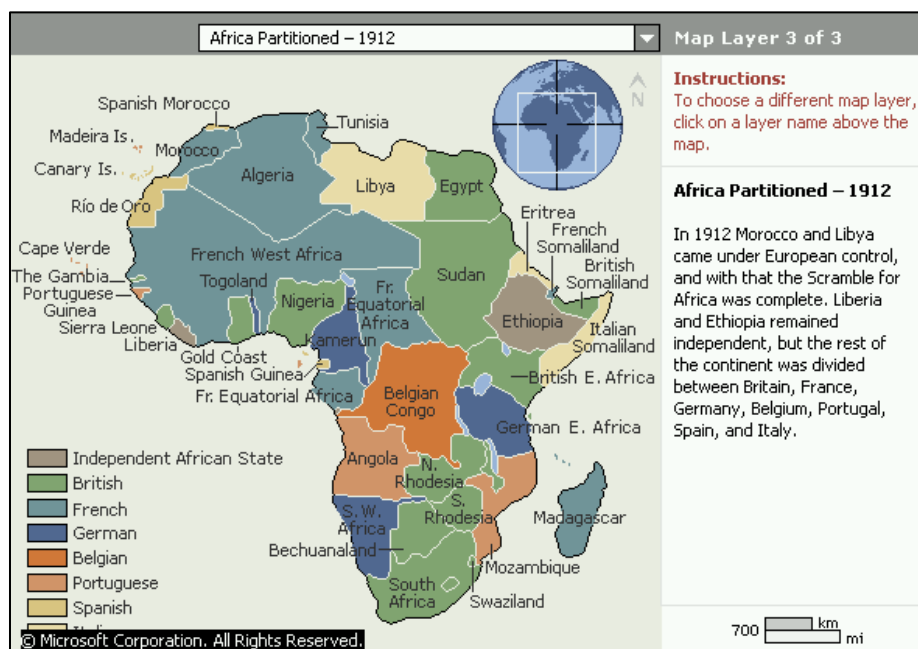 Africa Partitioned – 1912
Map Layer 3 of 3
Instructions:
To choose a different map layer,
click on a layer name above the
map.
Africa Partitioned – 1912
In 1912 Morocco and Libya
came under European control,
and with that the Scramble for
Africa was complete. Liberia
and Ethiopia remained
independent, but the rest of
the continent was divided
between Britain, France,
Germany, Belgium, Portugal,
Spain, and Italy.
N
Spanish Morocco
Tunisia
Madeira Is.
Morocco
Canary Is.
Algeria
Libya
Egypt
Río de Oro
Eritrea
French
Somaliland
Cape Verde
French West Africa
British
Somaliland
The Gambia
Togoland
Sudan
Portuguese
Guinea
Nigeria
Fr.
Equatorial
Africa
Sierra Leone
Ethiopia
Italian
Somaliland
Liberia
Kamerun
Gold Coast
Spanish Guinea
British E. Africa
Fr. Equatorial Africa
Belgian
Congo
German E. Africa
Angola
N.
Rhodesia
S. W.
Africa
S.
Rhodesia
Madagascar
Bechuanaland
Mozambique
South
Africa
Swaziland
Independent African State
British
French
German
Belgian
Portuguese
Spanish
© Microsoft Corporation. All Rights Reserved.
700
km
mi